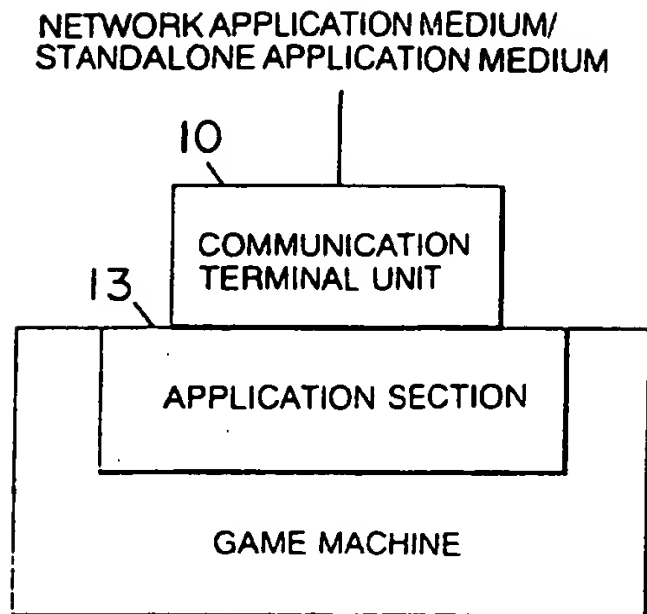 NETWORK APPLICATION MEDIUM/
STANDALONE APPLICATION MEDIUM
10
COMMUNICATION
TERMINAL UNIT
13
APPLICATION SECTION
GAME MACHINE